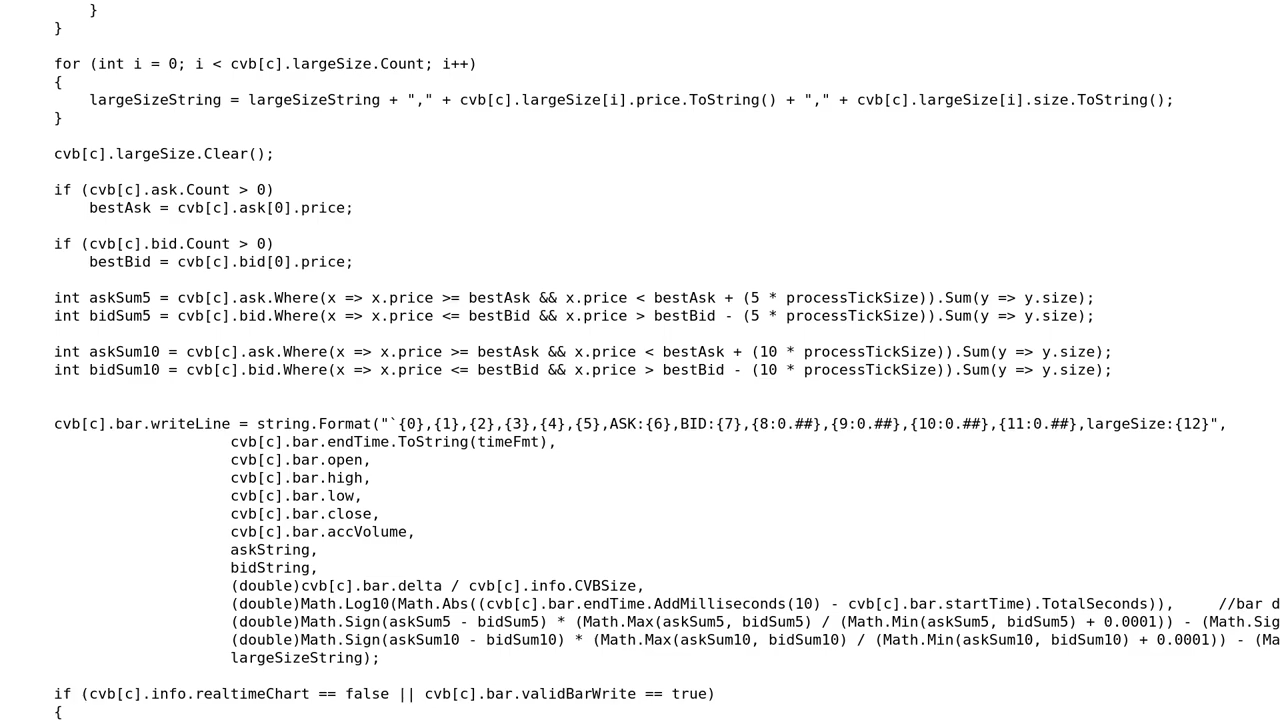 }
}
for (int i = 0; i < cvb[c].largeSize.Count; i++)
{
largeSizeString = largeSizeString + "," + cvb[c].largeSize[i].price.ToString() + "," + cvb[c].largeSize[i].size.ToString();
}
cvb[c].largeSize.Clear();
if (cvb[c].ask.Count > 0)
bestAsk = cvb[c].ask[0].price;
if (cvb[c].bid.Count > 0)
bestBid = cvb[c].bid[0].price;
int askSum5 = cvb[c].ask.Where(x => x.price >= bestAsk && x.price < bestAsk + (5 * processTickSize)).Sum(y => y.size);
int bidSum5 = cvb[c].bid.Where(x => x.price <= bestBid && x.price > bestBid - (5 * processTickSize)).Sum(y => y.size);
int askSum10 = cvb[c].ask.Where(x => x.price >= bestAsk && x.price < bestAsk + (10 * processTickSize)).Sum(y => y.size);
int bidSum10 = cvb[c].bid.Where(x => x.price <= bestBid && x.price > bestBid - (10 * processTickSize)).Sum(y => y.size);
cvb[c].bar.writeLine = string.Format("`{0},{1},{2},{3},{4},{5},ASK:{6},BID:{7},{8:0.##},{9:0.##},{10:0.##},{11:0.##},largeSize:{12}",
cvb[c].bar.endTime.ToString(timeFmt),
cvb[c].bar.open,
cvb[c].bar.high,
cvb[c].bar.low,
cvb[c].bar.close,
cvb[c].bar.accVolume,
askString,
bidString,
(double)cvb[c].bar.delta / cvb[c].info.CVBSize,
(double)Math.Log10(Math.Abs((cvb[c].bar.endTime.AddMilliseconds(10) - cvb[c].bar.startTime).TotalSeconds)),     //bar d
(double)Math.Sign(askSum5 - bidSum5) * (Math.Max(askSum5, bidSum5) / (Math.Min(askSum5, bidSum5) + 0.0001)) - (Math.Sig
(double)Math.Sign(askSum10 - bidSum10) * (Math.Max(askSum10, bidSum10) / (Math.Min(askSum10, bidSum10) + 0.0001)) - (Ma
largeSizeString);
if (cvb[c].info.realtimeChart == false || cvb[c].bar.validBarWrite == true)
{